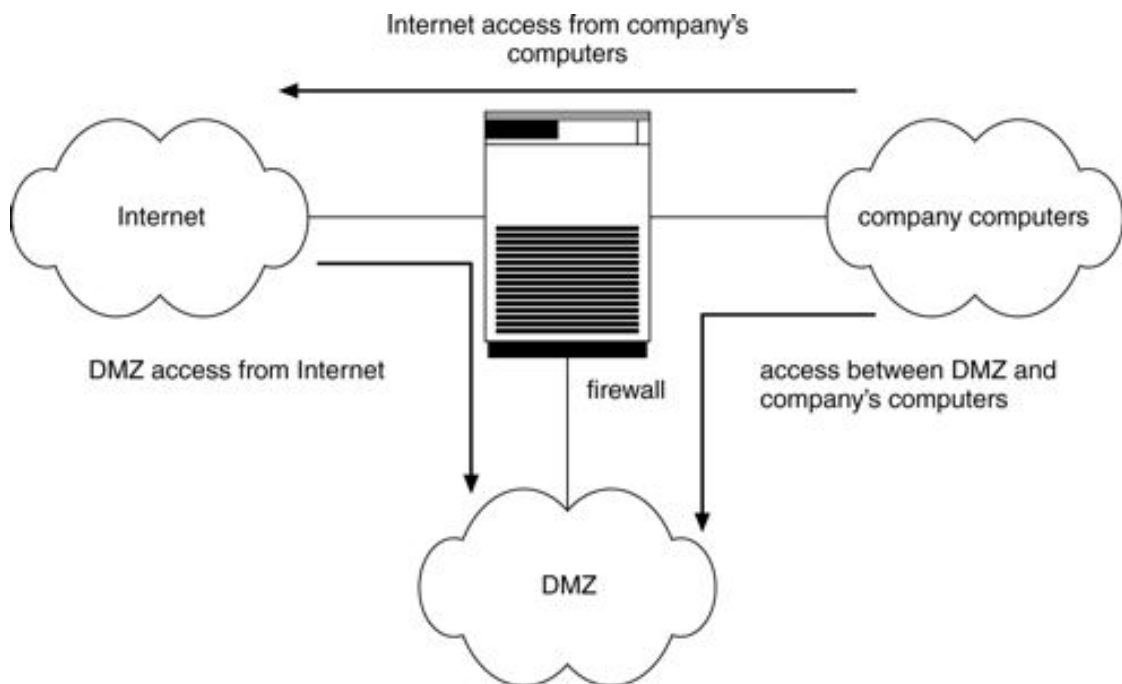 Internet access from company's
computers
Internet
company computers
DMZ access from Internet
firewall
access between DMZ and
company's computers
DMZ